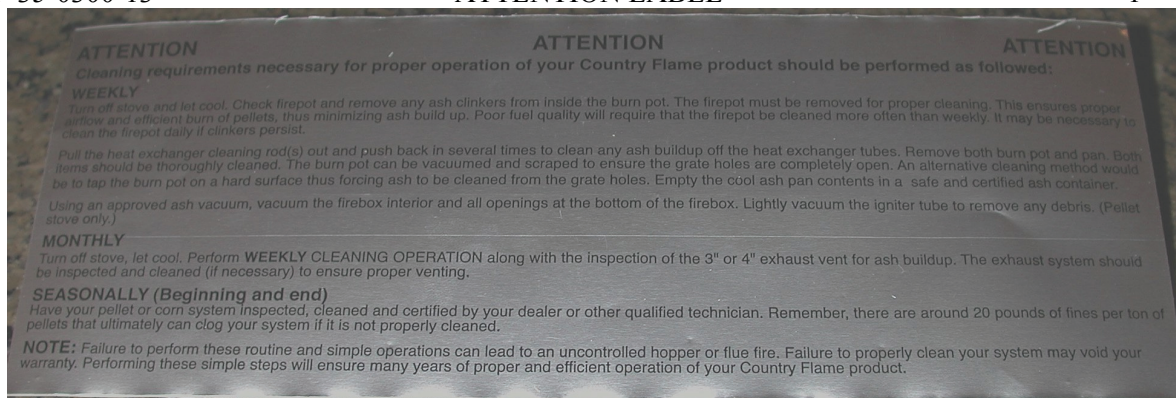 ATTENTION ATTENTION ATTENTION
Cleaning requirements necessary for proper operation of your Country Flame product should be performed as followed:
WEEKLY
Turn off stove and let cool. Check firepot and remove any ash clinkers from inside the burn pot. The firepot must be removed for proper cleaning. This ensures proper
airflow and efficient burn of pellets, thus minimizing ash build up. Poor fuel quality will require that the firepot be cleaned more often than weekly. It may be necessary to
clean the firepot daily if clinkers persist.
Pull the heat exchanger cleaning rod(s) out and push back in several times to clean any ash buildup off the heat exchanger tubes. Remove both burn pot and pan. Both
items should be thoroughly cleaned. The burn pot can be vacuumed and scraped to ensure the grate holes are completely open. An alternative cleaning method would
be to tap the burn pot on a hard surface thus forcing ash to be cleaned from the grate holes. Empty the cool ash pan contents in a safe and certified ash container.
Using an approved ash vacuum, vacuum the firebox interior and all openings at the bottom of the firebox. Lightly vacuum the igniter tube to remove any debris. (Pellet
stove only.)
MONTHLY
Turn off stove, let cool. Perform WEEKLY CLEANING OPERATION along with the inspection of the 3" or 4" exhaust vent for ash buildup. The exhaust system should
be inspected and cleaned (if necessary) to ensure proper venting.
SEASONALLY (Beginning and end)
Have your pellet or corn system inspected, cleaned and certified by your dealer or other qualified technician. Remember, there are around 20 pounds of fines per ton of
pellets that ultimately can clog your system if it is not properly cleaned.
NOTE: Failure to perform these routine and simple operations can lead to an uncontrolled hopper or flue fire. Failure to properly clean your system may void your
warranty. Performing these simple steps will ensure many years of proper and efficient operation of your Country Flame product.